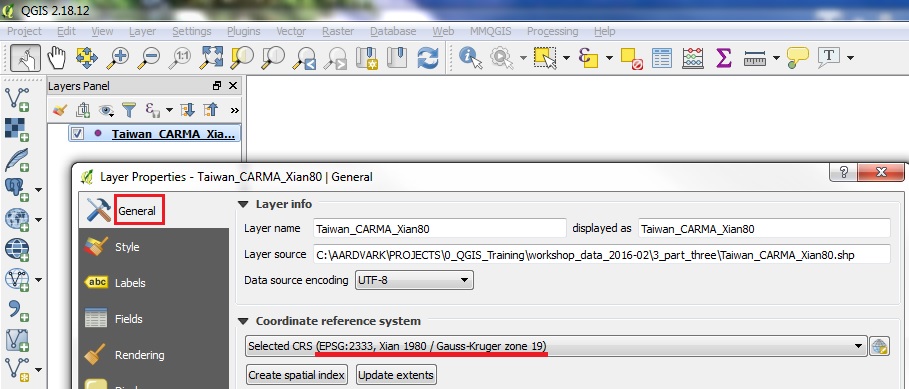 QGIS 2.18.12
Project Edit View Layer Settings Plugins Vector Raster Database Web MMQGIS Processing Help
1:1
ε
Σ
T
Layers Panel
ε
»
Taiwan_CARMA_Xia...
Layer Properties - Taiwan_CARMA_Xian80 | General
?
General
Style
abc Labels
Fields
Rendering
Layer info
Layer name Taiwan_CARMA_Xian80 displayed as Taiwan_CARMA_Xian80
Layer source C:\AARDVARK\PROJECTS\0_QGIS_Training\workshop_data_2016-02\3_part_three\Taiwan_CARMA_Xian80.shp
Data source encoding UTF-8
Coordinate reference system
Selected CRS (EPSG:2333, Xian 1980 / Gauss-Kruger zone 19)
Create spatial index Update extents